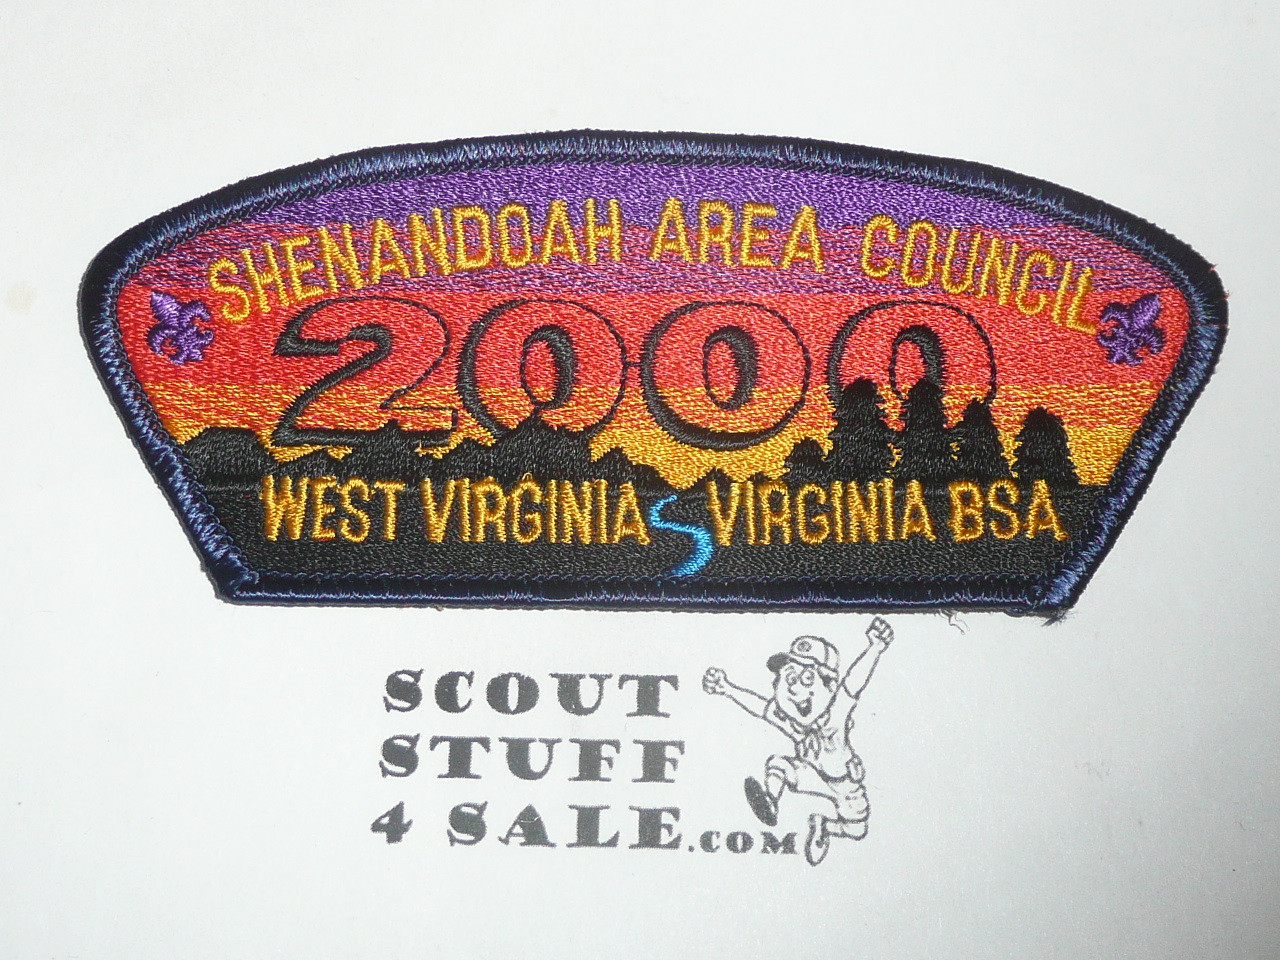 SHENANDOAH AREA COUNCIL
2000
WEST VIRGINIA VIRGINIA BSA
SCOUT
STUFF
4 SALE.COM